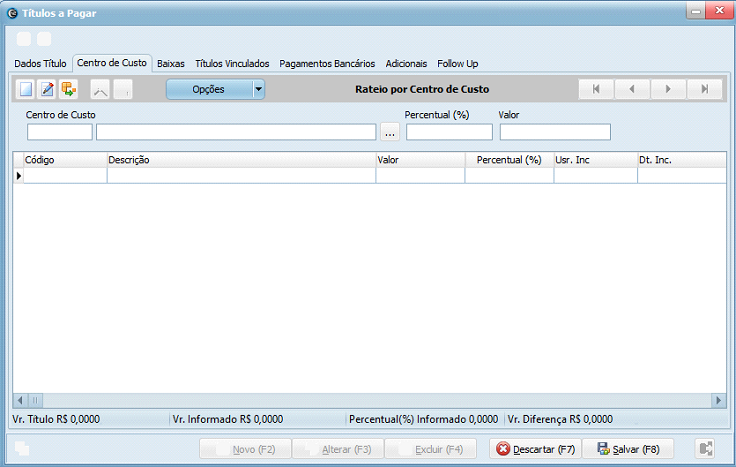 Títulos a Pagar
Dados Título Centro de Custo Baixas Títulos Vinculados Pagamentos Bancários Adicionais Follow Up
Opções Rateio por Centro de Custo
Centro de Custo Percentual (%) Valor
...
Código Descrição Valor Percentual (%) Usr. Inc Dt. Inc.
Vr. Título R$ 0,0000 Vr. Informado R$ 0,0000 Percentual(%) Informado 0,0000 Vr. Diferença R$ 0,0000
Novo (F2) Alterar (F3) Excluir (F4) Descartar (F7) Salvar (F8)